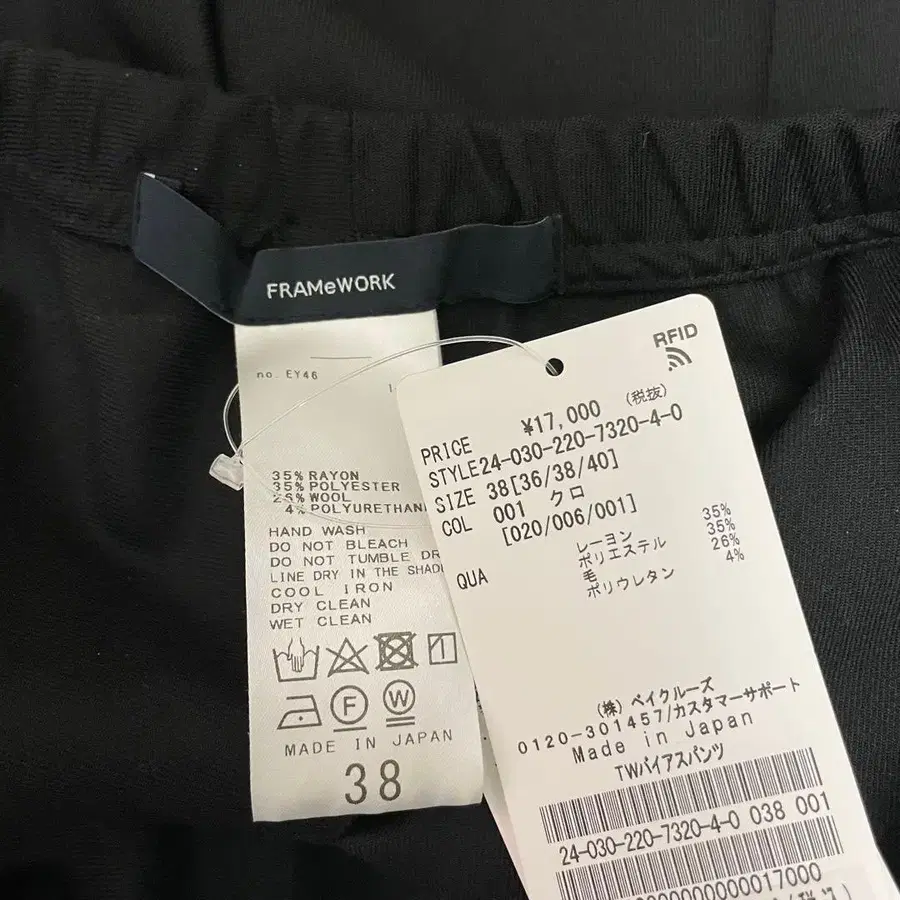 FRAMeWORK
no. EY46
35% RAYON
35% POLYESTER
26% WOOL
4% POLYURETHAN
HAND WASH
DO NOT BLEACH
DO NOT TUMBLE DR
LINE DRY IN THE SHAD
COOL IRON
DRY CLEAN
WET CLEAN
F
W
MADE IN JAPAN
38
RFID
PRICE ¥17,000 (税抜)
STYLE24-030-220-7320-4-0
SIZE 38[36/38/40]
COL 001 クロ
[020/006/001]
QUA レーヨン 35%
ポリエステル 35%
毛 26%
ポリウレタン 4%
(株)ベイクルーズ
0120-301457/カスタマーサポート
Made in Japan
TWバイアスパンツ
24-030-220-7320-4-0 038 001